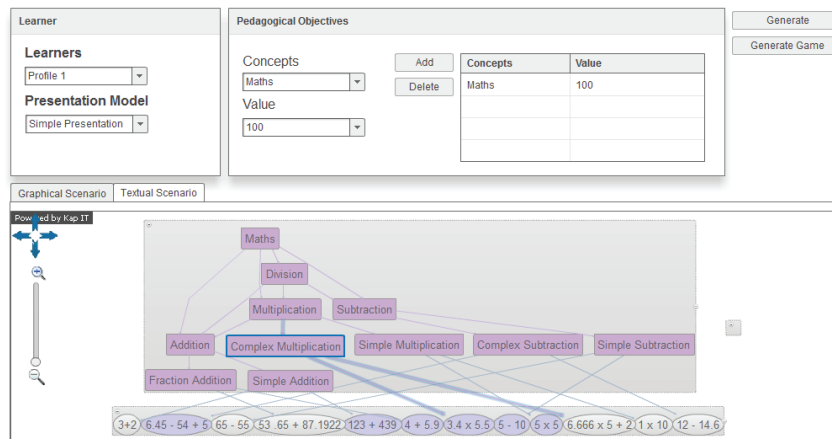 Learner
Learners
Profile 1
Presentation Model
Simple Presentation
Pedagogical Objectives
Concepts
Maths
Value
100
Add
Delete
Concepts Value
Maths 100
Generate
Generate Game
Graphical Scenario Textual Scenario
Powered by Kap IT
Maths
Division
Multiplication Subtraction
Addition Complex Multiplication Simple Multiplication Complex Subtraction Simple Subtraction
Fraction Addition Simple Addition
3+2 6.45 - 54 + 5 65 - 55 53 .65 + 87.1922 123 + 439 4 + 5.9 3.4 x 5.5 5 - 10 5 x 5 6.666 x 5 + 2 1 x 10 12 - 14.6